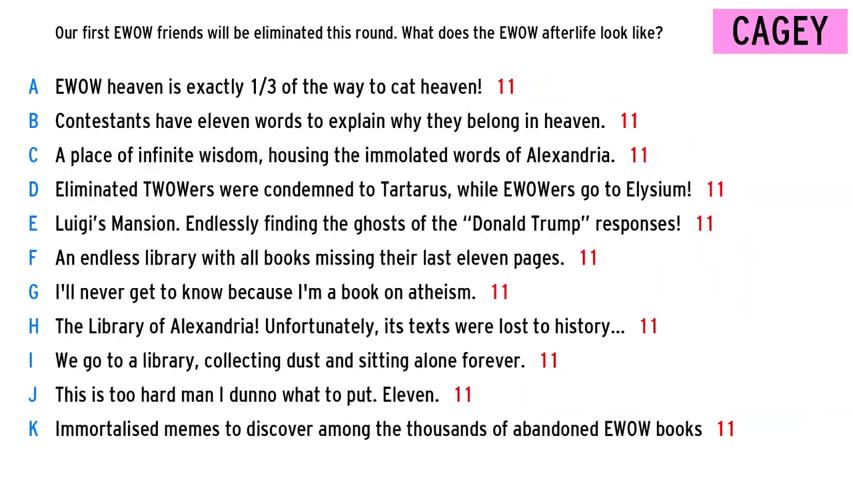 Our first EWOW friends will be eliminated this round. What does the EWOW afterlife look like?
CAGEY
A EWOW heaven is exactly 1/3 of the way to cat heaven! 11
B Contestants have eleven words to explain why they belong in heaven. 11
C A place of infinite wisdom, housing the immolated words of Alexandria. 11
D Eliminated TWOWers were condemned to Tartarus, while EWOWers go to Elysium! 11
E Luigi's Mansion. Endlessly finding the ghosts of the “Donald Trump” responses! 11
F An endless library with all books missing their last eleven pages. 11
G I'll never get to know because I'm a book on atheism. 11
H The Library of Alexandria! Unfortunately, its texts were lost to history... 11
I We go to a library, collecting dust and sitting alone forever. 11
J This is too hard man I dunno what to put. Eleven. 11
K Immortalised memes to discover among the thousands of abandoned EWOW books 11